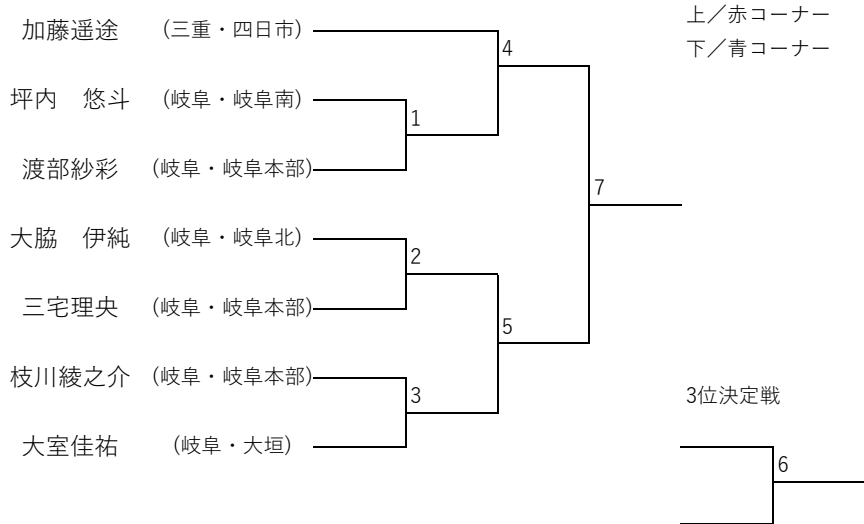 加藤遥途 (三重・四日市)
4
上／赤コーナー
下／青コーナー
坪内　悠斗 (岐阜・岐阜南)
1
渡部紗彩 (岐阜・岐阜本部)
7
大脇　伊純 (岐阜・岐阜北)
2
三宅理央 (岐阜・岐阜本部)
5
枝川綾之介 (岐阜・岐阜本部)
3
3位決定戦
大室佳祐 (岐阜・大垣)
6